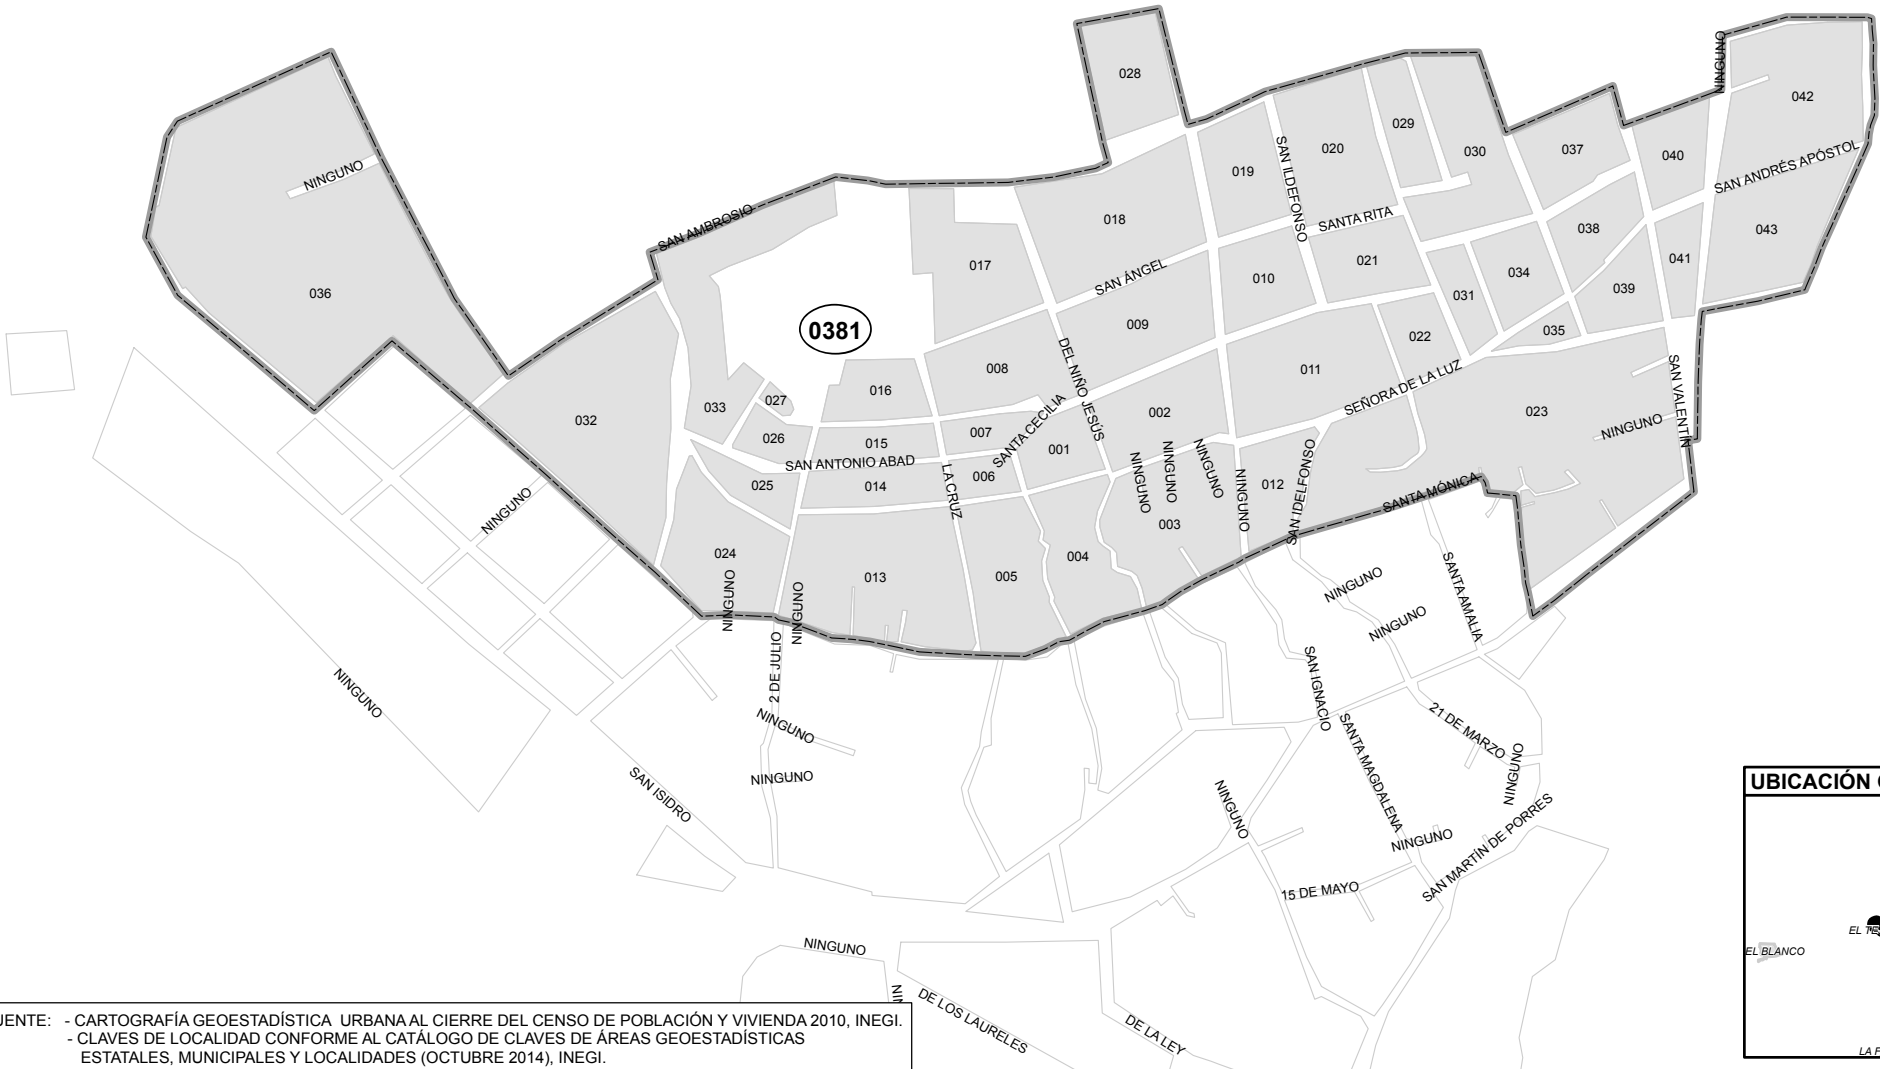 028
NINGUNO
042
029
020
030
037
040
019
SAN ILDEFONSO
SAN ANDRÉS APÓSTOL
NINGUNO
SAN AMBROSIO
018
SANTA RITA
038
043
017
SAN ÁNGEL
010
021
034
041
036
031
039
0381
009
022
035
DEL NIÑO JESÚS
008
011
SEÑORA DE LA LUZ
SAN VALENTÍN
016
027
033
032
002
023
NINGUNO
026
015
007
SANTA CECILIA
001
SAN ANTONIO ABAD
014
006
LA CRUZ
025
NINGUNO
NINGUNO
NINGUNO
NINGUNO
012
SAN IDELFONSO
SANTA MÓNICA
NINGUNO
003
024
013
005
004
NINGUNO
NINGUNO
NINGUNO
NINGUNO
SANTA AMALIA
2 DE JULIO
NINGUNO
SAN IGNACIO
NINGUNO
21 DE MARZO
SANTA MAGDALENA
NINGUNO
NINGUNO
SAN ISIDRO
NINGUNO
NINGUNO
SAN MARTÍN DE PORRES
15 DE MAYO
NINGUNO
DE LOS LAURELES
DE LA LEY
UBICACIÓN
EL BLANCO
- CARTOGRAFÍA GEOESTADÍSTICA URBANA AL CIERRE DEL CENSO DE POBLACIÓN Y VIVIENDA 2010, INEGI.
- CLAVES DE LOCALIDAD CONFORME AL CATÁLOGO DE CLAVES DE ÁREAS GEOESTADÍSTICAS
ESTATALES, MUNICIPALES Y LOCALIDADES (OCTUBRE 2014), INEGI.